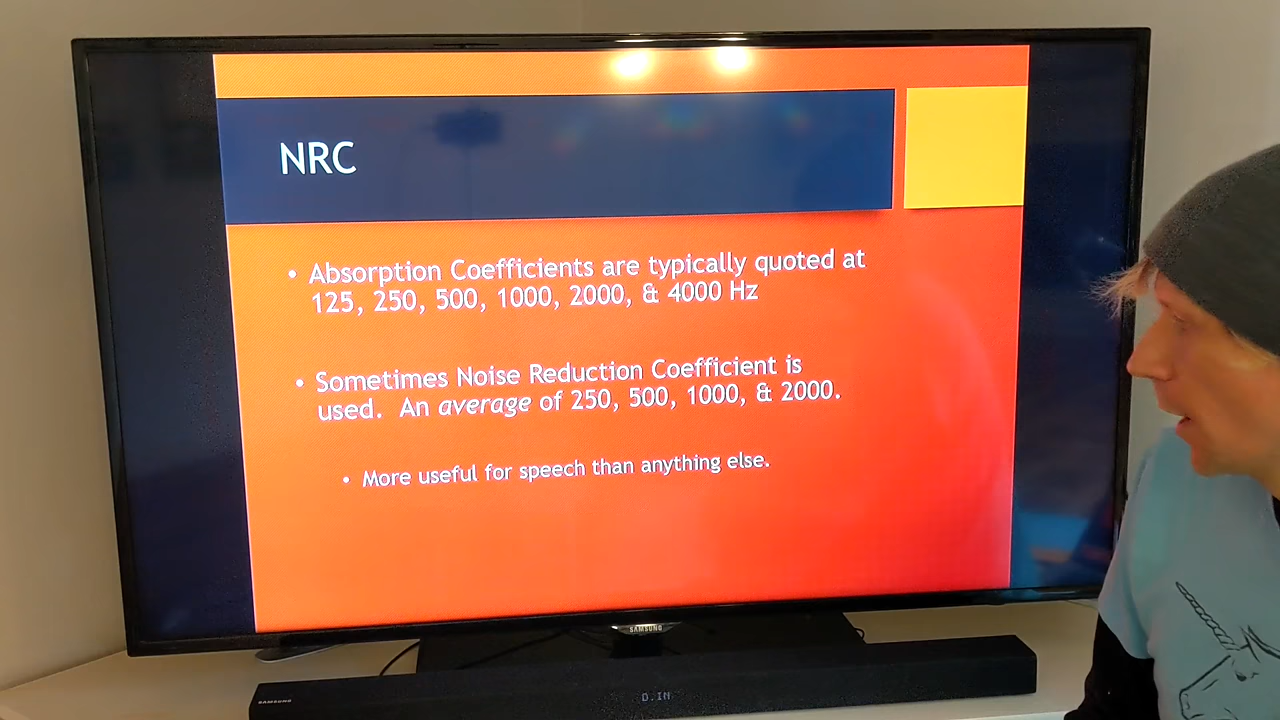 NRC
• Absorption Coefficients are typically quoted at
125, 250, 500, 1000, 2000, & 4000 Hz
• Sometimes Noise Reduction Coefficient is
used. An average of 250, 500, 1000, & 2000.
• More useful for speech than anything else.
SAMSUNG
SAMSUNG
D.IN